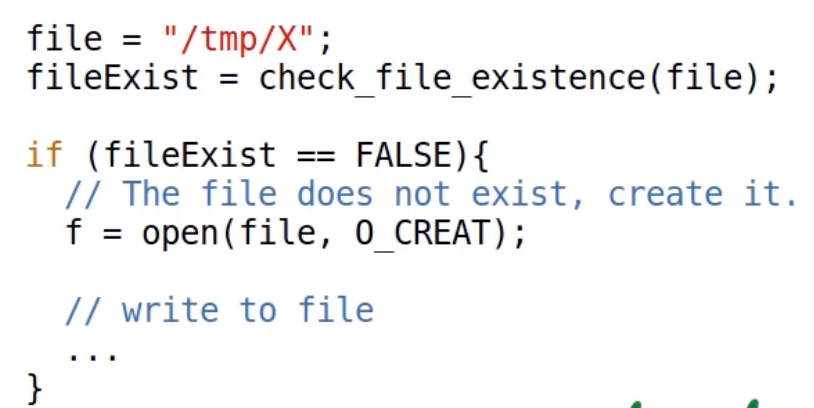 file = "/tmp/X";
fileExist = check_file_existence(file);
if (fileExist == FALSE){
// The file does not exist, create it.
f = open(file, O_CREAT);
// write to file
...
}